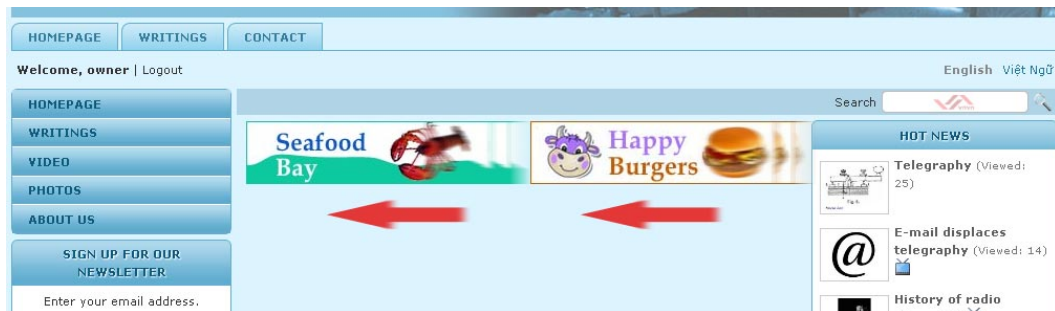 HOMEPAGE
WRITINGS
CONTACT
Welcome, owner | Logout
English Việt Ngữ
HOMEPAGE
WRITINGS
VIDEO
PHOTOS
ABOUT US
SIGN UP FOR OUR
NEWSLETTER
Enter your email address.
Search
Seafood
Bay
Happy
Burgers
HOT NEWS
Telegraphy (Viewed:
25)
E-mail displaces
telegraphy (Viewed: 14)
History of radio